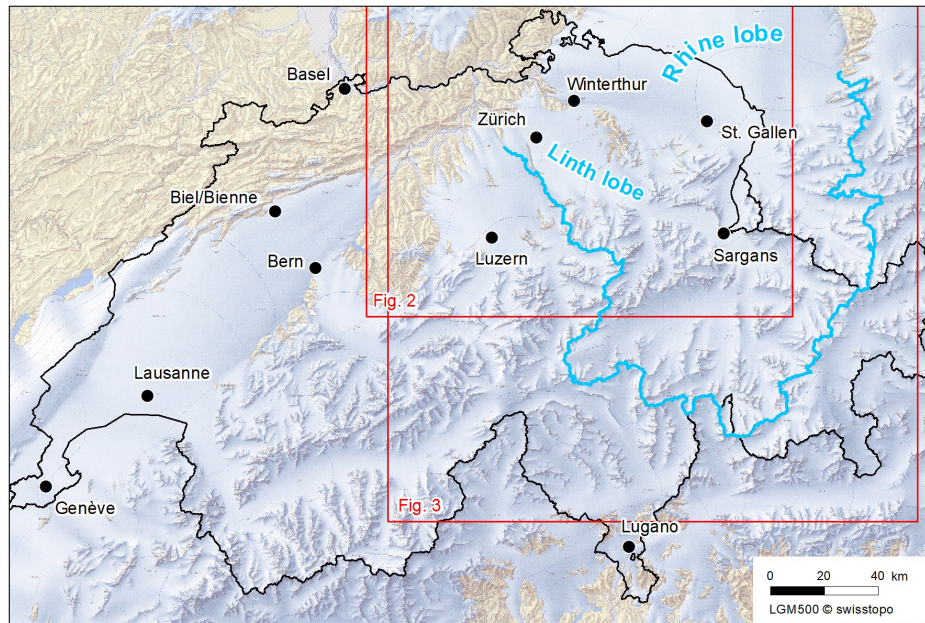 Rhine lobe
Basel
Winterthur
Zürich
St. Gallen
Linth lobe
Biel/Bienne
Bern
Luzern
Sargans
Fig. 2
Lausanne
Genève
Fig. 3
Lugano
0 20 40 km
LGM500 © swisstopo